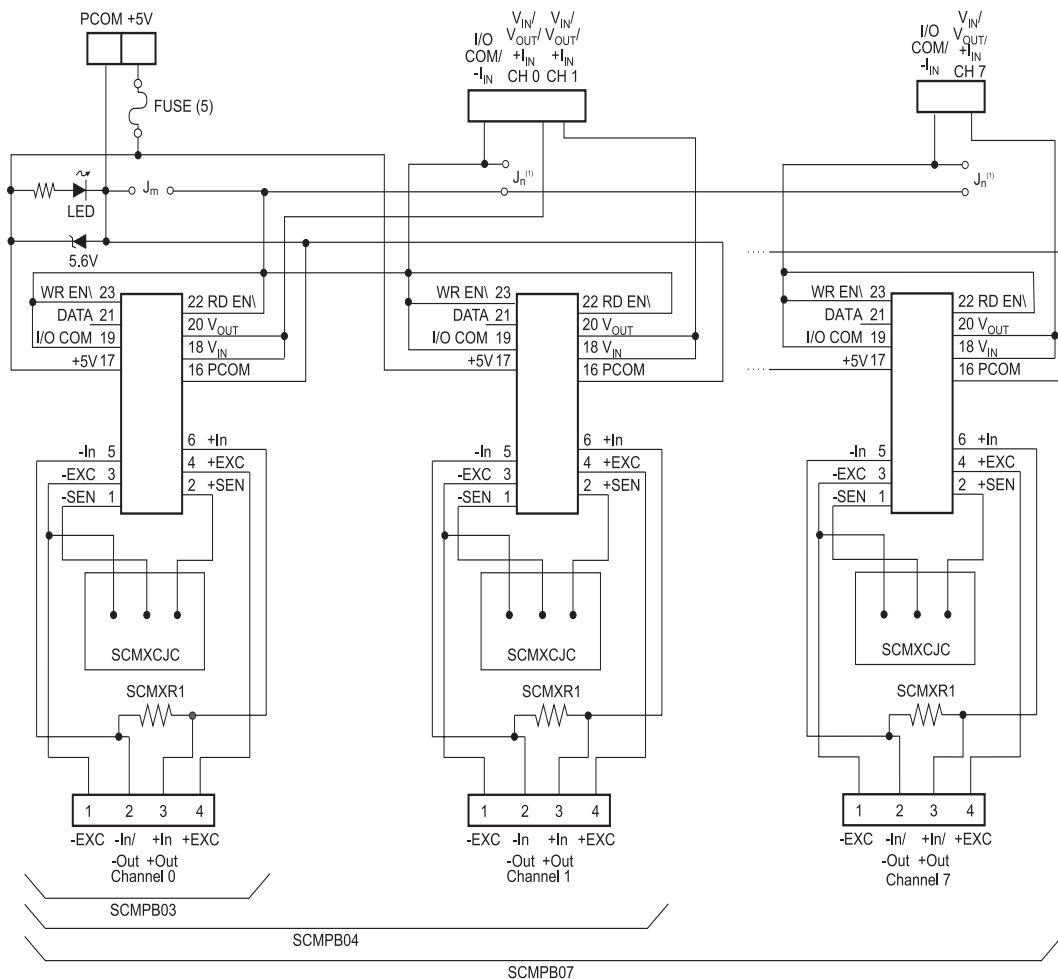 PCOM +5V
FUSE (5)
LED
Jm
5.6V
I/O
COM/
-IIN
VIN/
VOUT/
+IIN
CH 0
VIN/
VOUT/
+IIN
CH 1
Jn(1)
I/O
COM/
-IIN
VIN/
VOUT/
+IIN
CH 7
Jn(1)
WR EN\ 23
DATA 21
I/O COM 19
+5V 17
22 RD EN\
20 VOUT
18 VIN
16 PCOM
-In 5
-EXC 3
-SEN 1
6 +In
4 +EXC
2 +SEN
SCMXCJC
SCMXR1
1 2 3 4
-EXC -In/ +In +EXC
-Out +Out
Channel 0
WR EN\ 23
DATA 21
I/O COM 19
+5V 17
22 RD EN\
20 VOUT
18 VIN
16 PCOM
-In 5
-EXC 3
-SEN 1
6 +In
4 +EXC
2 +SEN
SCMXCJC
SCMXR1
1 2 3 4
-EXC -In +In +EXC
-Out +Out
Channel 1
WR EN\ 23
DATA 21
I/O COM 19
+5V 17
22 RD EN\
20 VOUT
18 VIN
16 PCOM
-In 5
-EXC 3
-SEN 1
6 +In
4 +EXC
2 +SEN
SCMXCJC
SCMXR1
1 2 3 4
-EXC -In/ +In/ +EXC
-Out +Out
Channel 7
SCMPB03
SCMPB04
SCMPB07